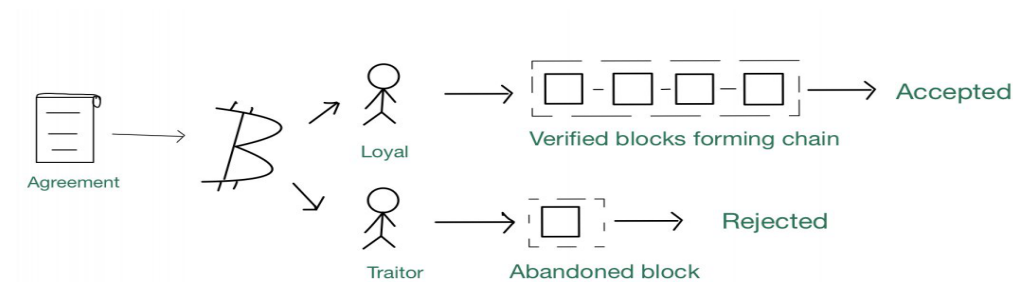 Agreement
Loyal
Verified blocks forming chain
Accepted
Traitor
Abandoned block
Rejected